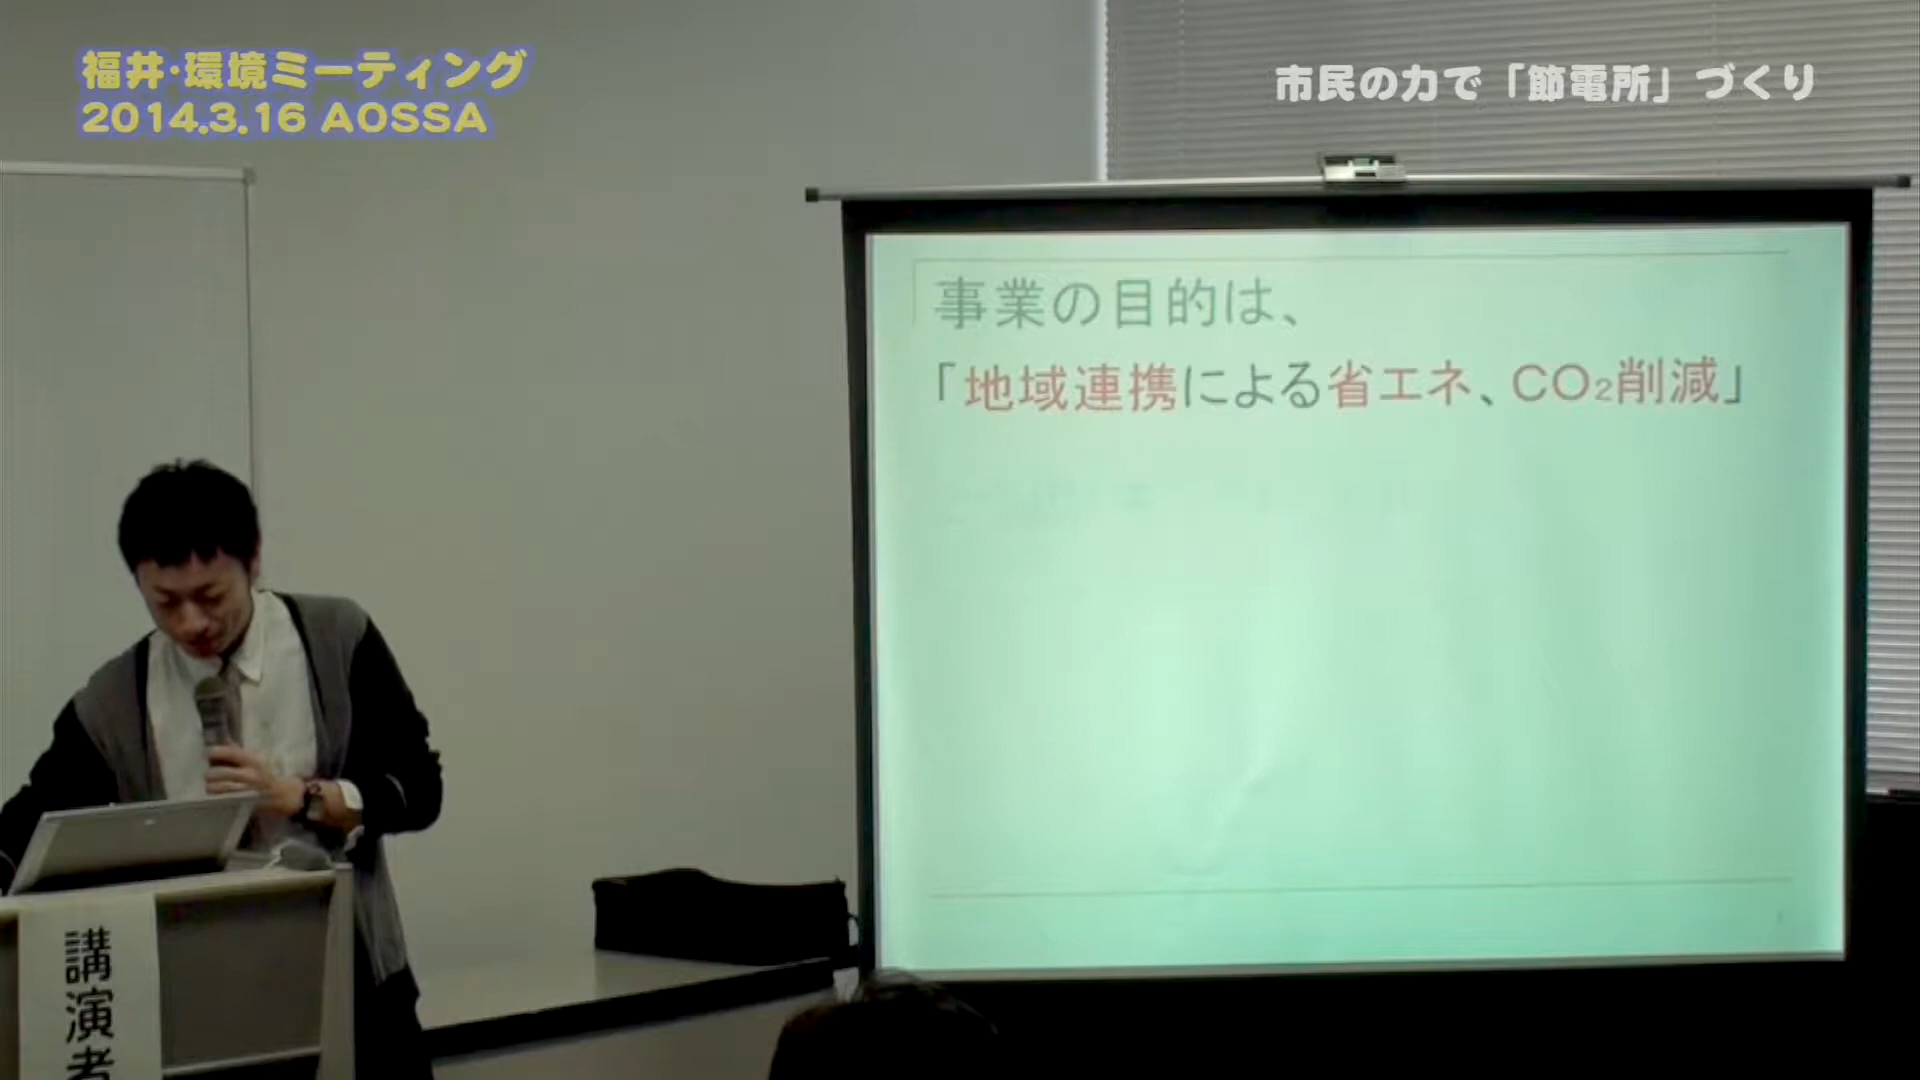 福井・環境ミーティング
2014.3.16 AOSSA
市民の力で「節電所」づくり
事業の目的は、
「地域連携による省エネ、CO₂削減」
講演者